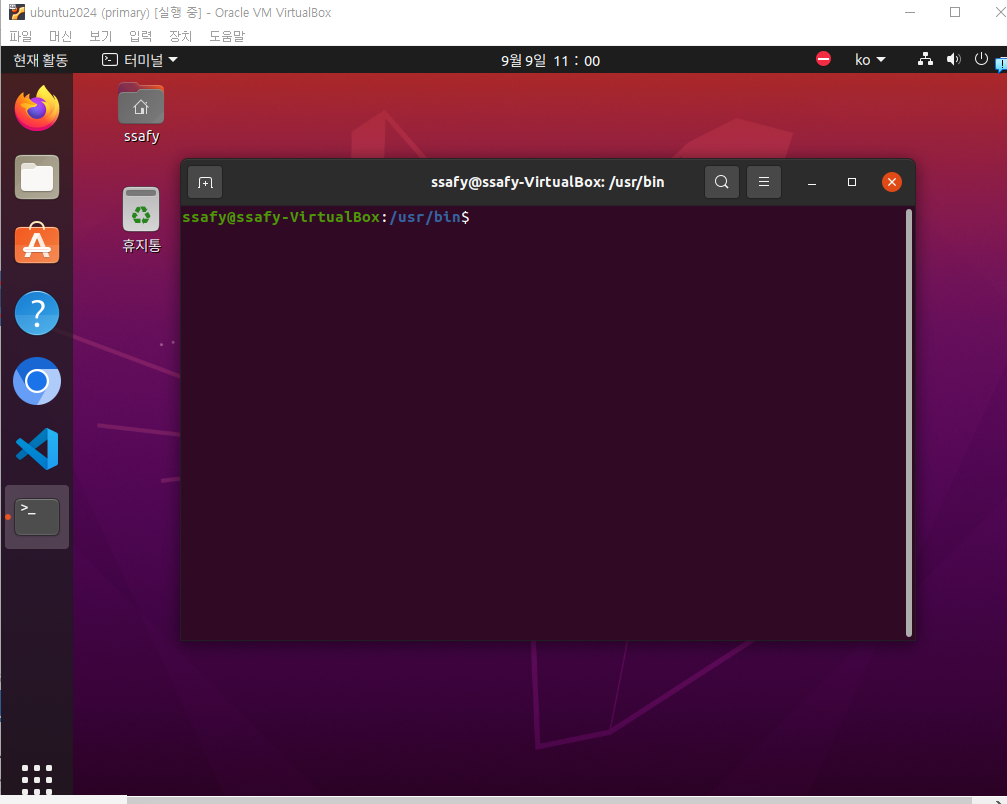 ubuntu2024 (primary) [실행 중] - Oracle VM VirtualBox
파일 머신 보기 입력 장치 도움말
현재 활동 터미널 9월 9일 11 : 00 ko
ssafy
휴지통
ssafy@ssafy-VirtualBox: /usr/bin
ssafy@ssafy-VirtualBox:/usr/bin$
>_